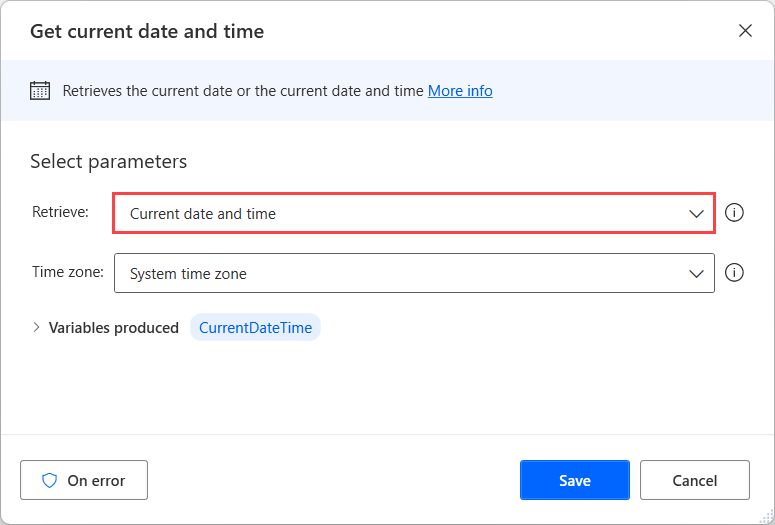 Get current date and time
Retrieves the current date or the current date and time More info
Select parameters
Retrieve: Current date and time
Time zone: System time zone
Variables produced CurrentDateTime
On error Save Cancel